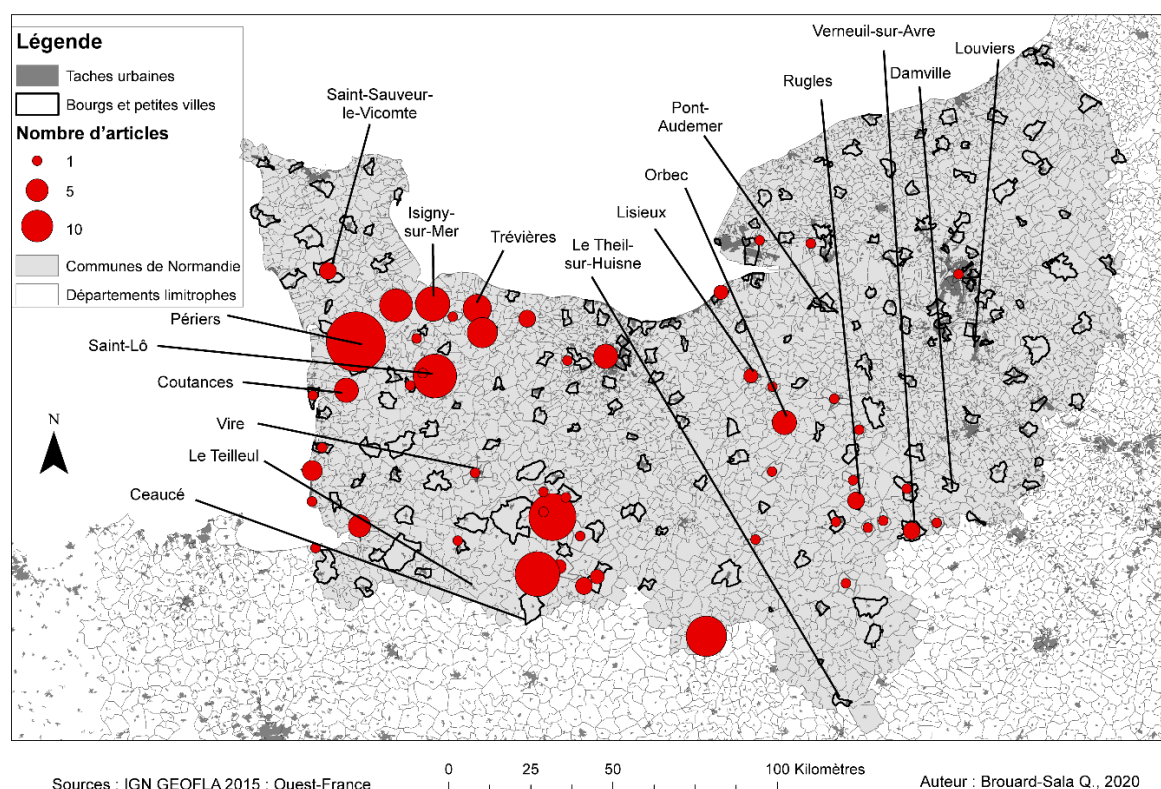 Légende
Taches urbaines
Bourgs et petites villes
Nombre d'articles
1
5
10
Communes de Normandie
Départements limitrophes
Saint-Sauveur-
le-Vicomte
Isigny-
sur-Mer
Trévières
Le Theil-
sur-Huisne
Lisieux
Orbec
Pont-
Audemer
Rugles
Verneuil-sur-Avre
Damville
Louviers
Périers
Saint-Lô
Coutances
Vire
Le Teilleul
Ceaucé
N
0 25 50 100 Kilomètres
Sources : IGN GEOFLA 2015 ; Ouest-France
Auteur : Brouard-Sala Q., 2020